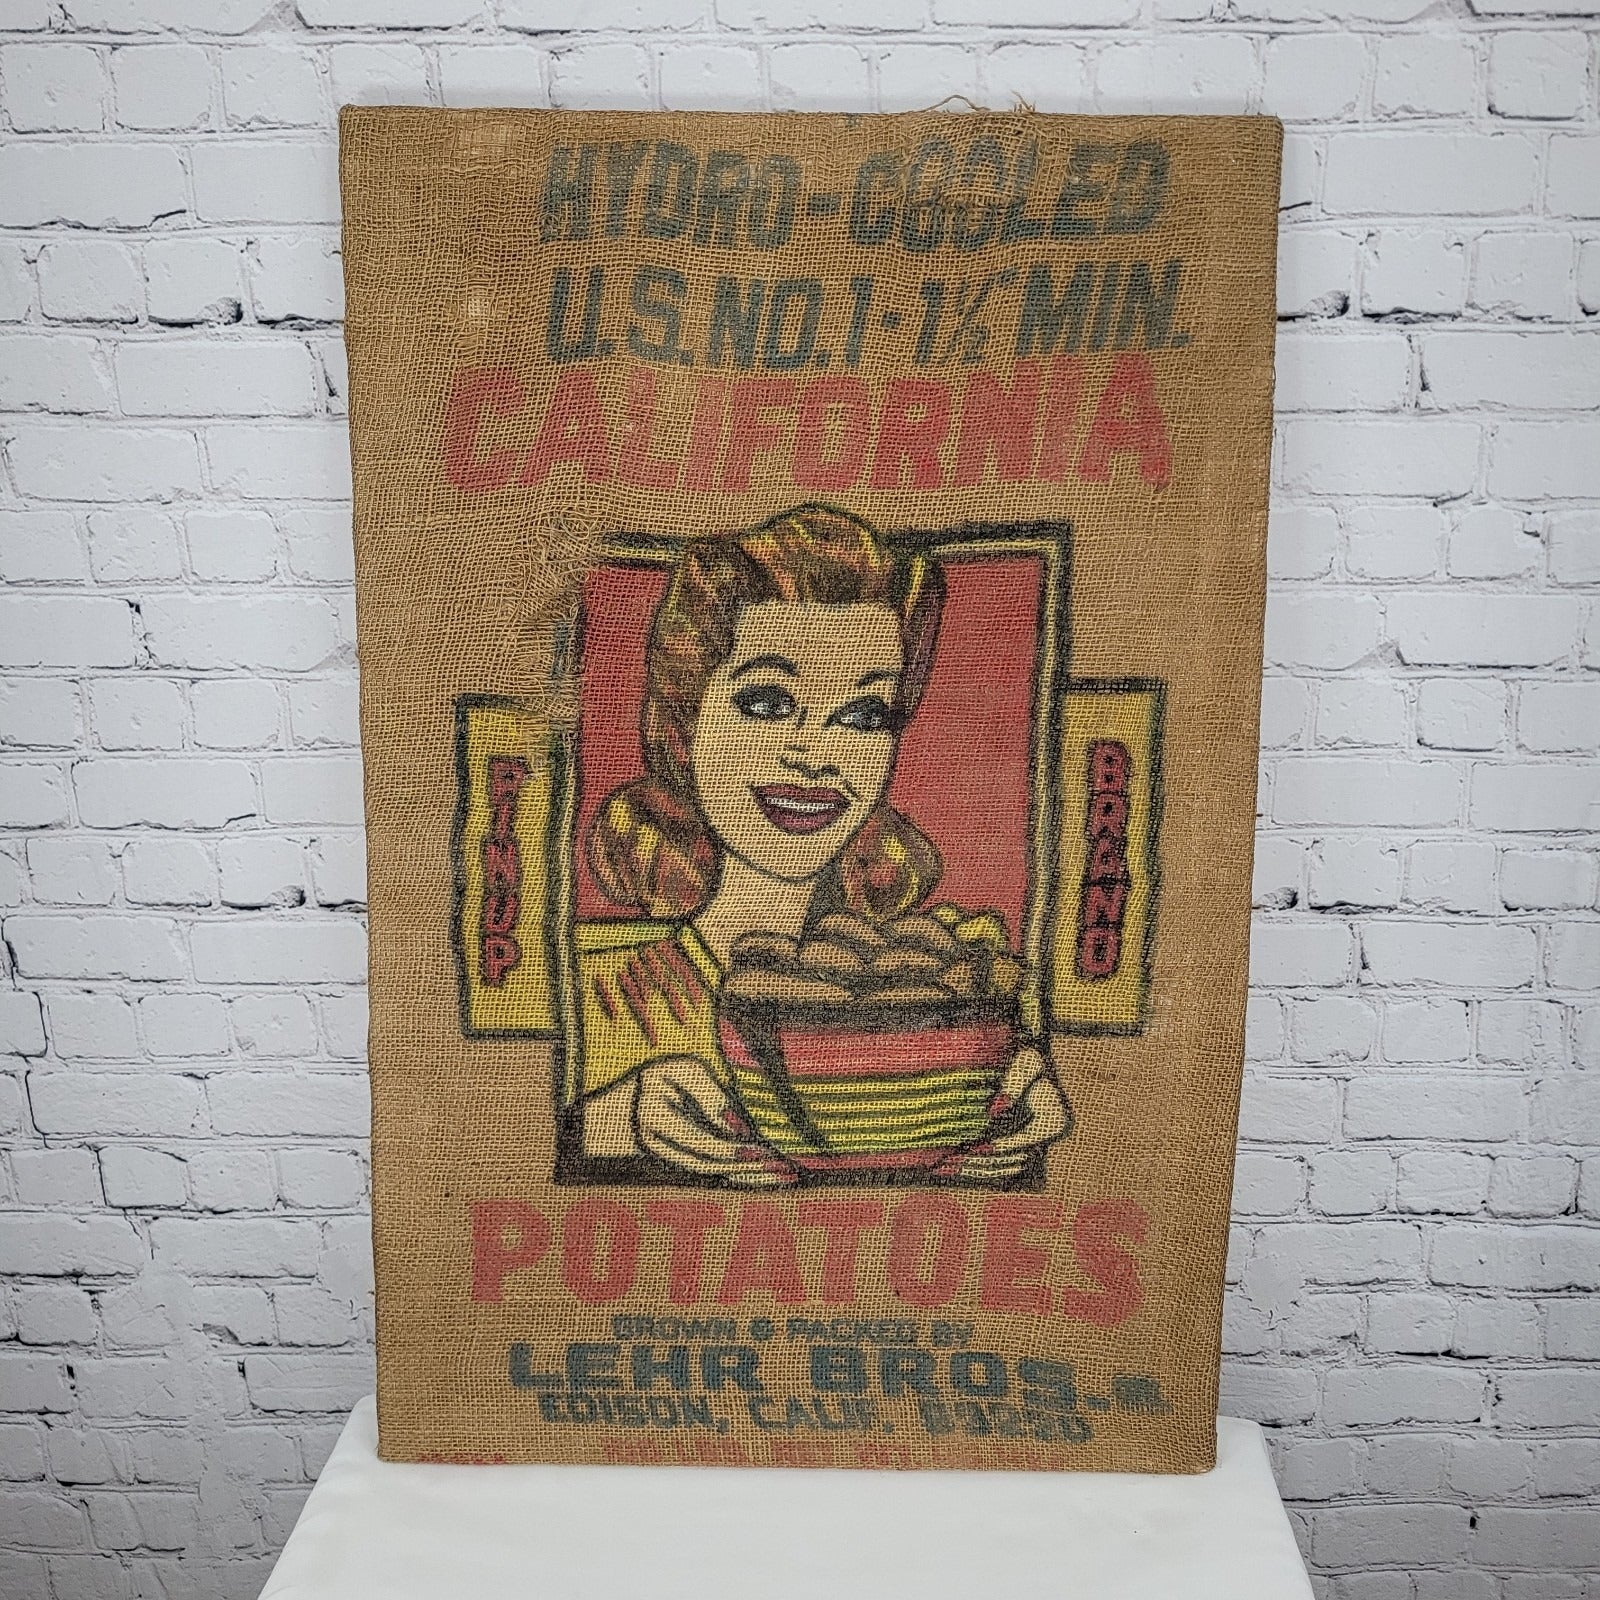 HYDRO-COOLED
U.S. NO. 1 • 1½" MIN.
CALIFORNIA
PINUP
BRAND
POTATOES
GROWN & PACKED BY
LEHR BROS.
EDISON, CALIF.